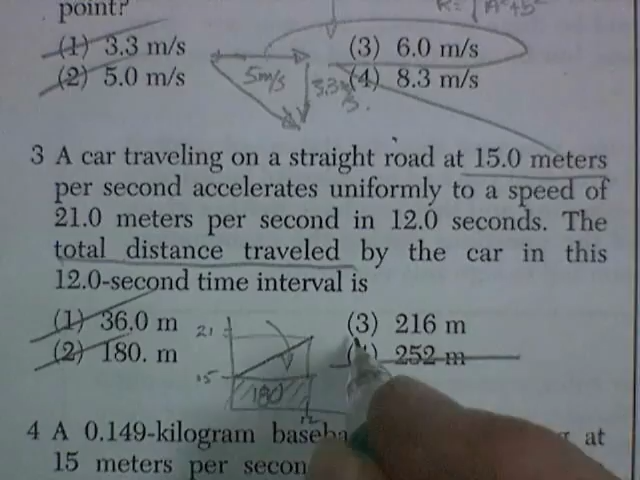 point?
(1) 3.3 m/s
(3) 6.0 m/s
(2) 5.0 m/s
(4) 8.3 m/s
5m/s
3 A car traveling on a straight road at 15.0 meters
per second accelerates uniformly to a speed of
21.0 meters per second in 12.0 seconds. The
total distance traveled by the car in this
12.0-second time interval is
(1) 36.0 m
(3) 216 m
(2) 180. m
252 m
21
15
180
12
4 A 0.149-kilogram at
15 meters per